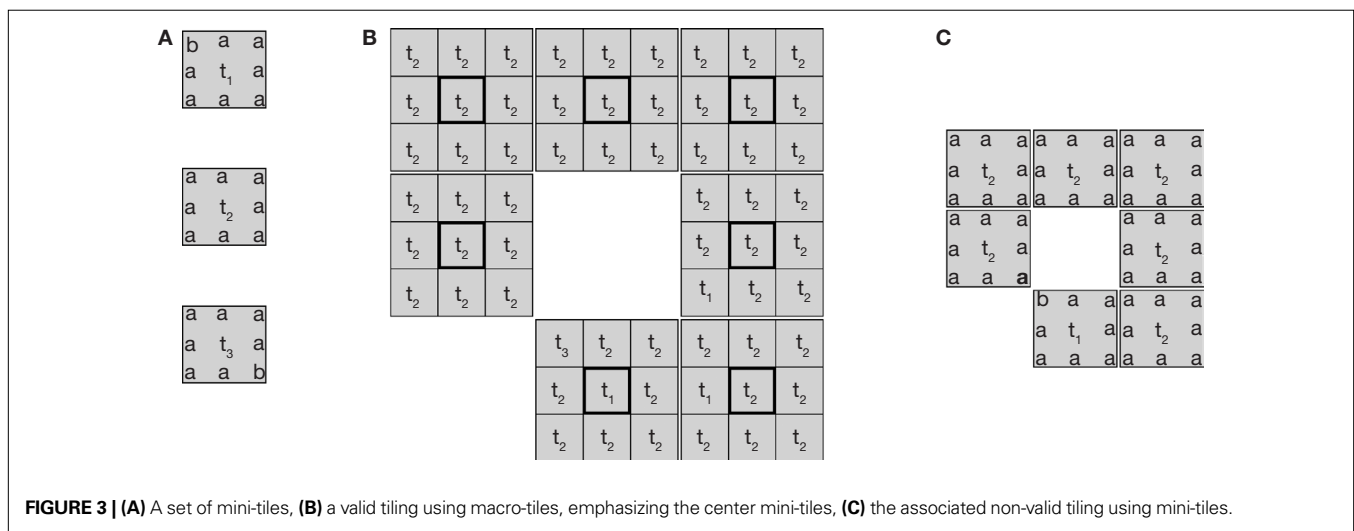 A
b a a
a t₁ a
a a a
a a a
a t₂ a
a a a
a a a
a t₃ a
a a b
B
t₂ t₂ t₂ t₂ t₂ t₂ t₂ t₂ t₂
t₂ t₂ t₂ t₂ t₂ t₂ t₂ t₂ t₂
t₂ t₂ t₂ t₂ t₂ t₂ t₂ t₂ t₂
t₂ t₂ t₂ t₂ t₂ t₂
t₂ t₂ t₂ t₂ t₂ t₂
t₂ t₂ t₂ t₁ t₂ t₂
t₃ t₂ t₂ t₂ t₂ t₂
t₂ t₁ t₂ t₁ t₂ t₂
t₂ t₂ t₂ t₂ t₂ t₂
C
a a a a a a a a a
a t₂ a a t₂ a a t₂ a
a a a a a a a a a
a a a a a a
a t₂ a a t₂ a
a a a a a a
b a a a a a
a t₁ a a t₂ a
a a a a a a
FIGURE 3 | (A) A set of mini-tiles, (B) a valid tiling using macro-tiles, emphasizing the center mini-tiles, (C) the associated non-valid tiling using mini-tiles.